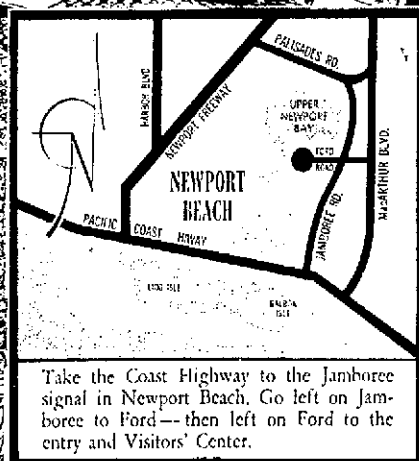 PALISADES RD.
HARBOR BLVD
NEWPORT FREEWAY
UPPER
NEWPORT
BAY
FORD
ROAD
MacARTHUR BLVD.
NEWPORT
BEACH
JAMBOREE RD.
PACIFIC COAST HIWAY
LIDO ISLE
BALBOA
ISLE
Take the Coast Highway to the Jamboree
signal in Newport Beach. Go left on Jam-
boree to Ford — then left on Ford to the
entry and Visitors' Center.